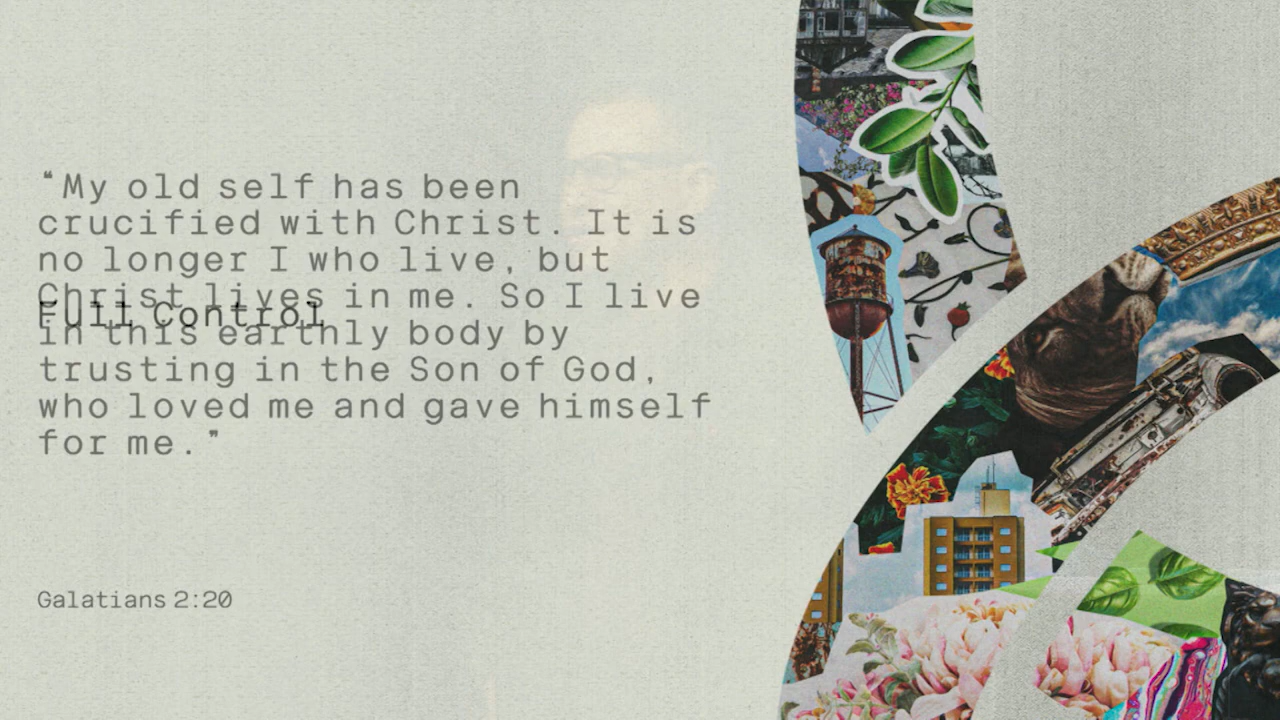 “My old self has been
crucified with Christ. It is
no longer I who live, but
Christ lives in me. So I live
Full Control
in this earthly body by
trusting in the Son of God,
who loved me and gave himself
for me.”
Galatians 2:20